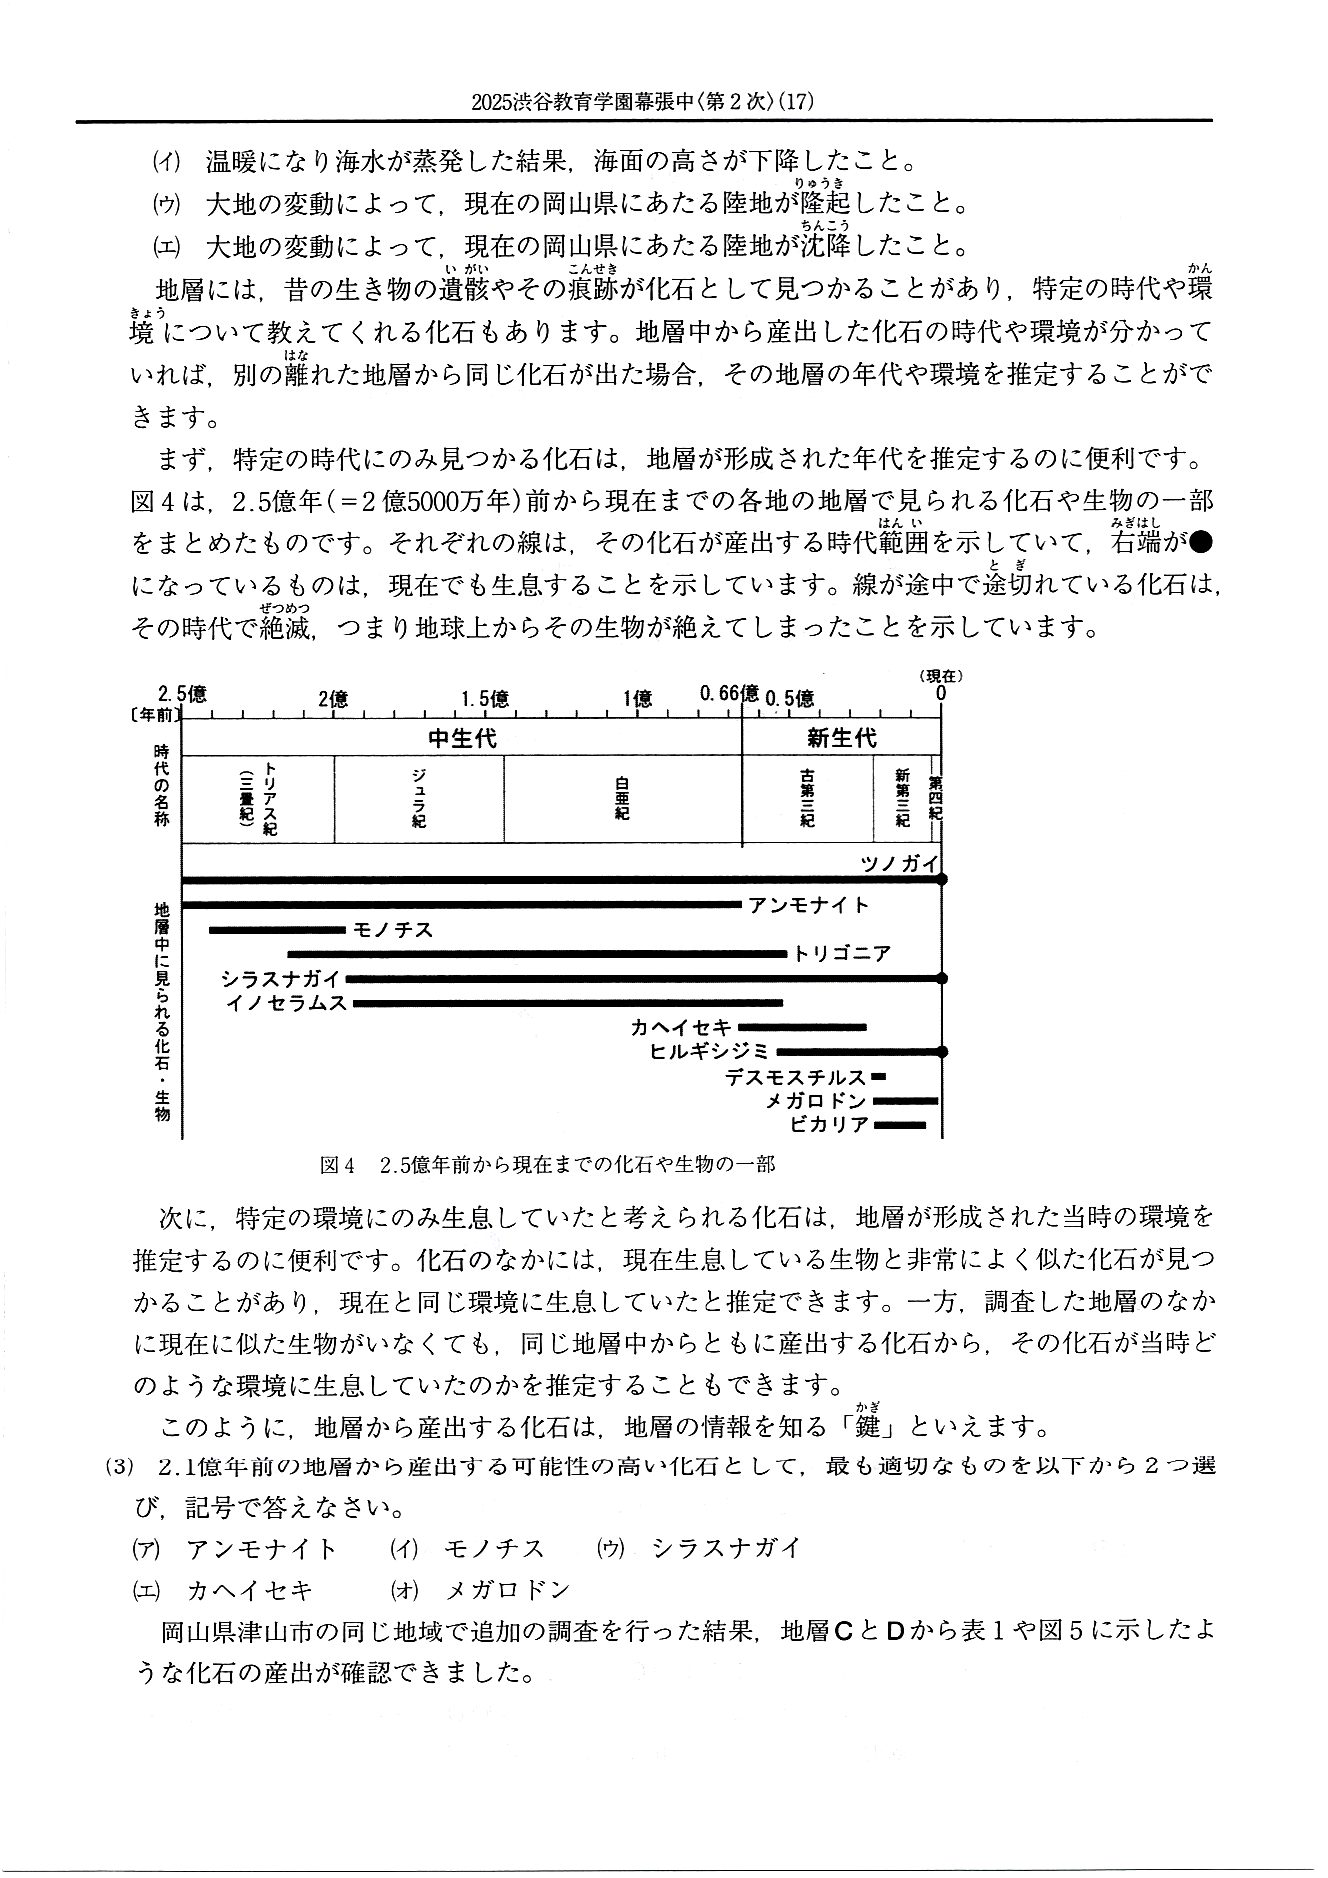 2025渋谷教育学園幕張中〈第2次〉(17)
(イ) 温暖になり海水が蒸発した結果，海面の高さが下降したこと。
(ウ) 大地の変動によって，現在の岡山県にあたる陸地が隆起したこと。
(エ) 大地の変動によって，現在の岡山県にあたる陸地が沈降したこと。
地層には，昔の生き物の遺骸やその痕跡が化石として見つかることがあり，特定の時代や環
境について教えてくれる化石もあります。地層中から産出した化石の時代や環境が分かって
いれば，別の離れた地層から同じ化石が出た場合，その地層の年代や環境を推定することがで
きます。
まず，特定の時代にのみ見つかる化石は，地層が形成された年代を推定するのに便利です。
図4は，2.5億年(=2億5000万年)前から現在までの各地の地層で見られる化石や生物の一部
をまとめたものです。それぞれの線は，その化石が産出する時代範囲を示していて，右端が●
になっているものは，現在でも生息することを示しています。線が途中で途切れている化石は，
その時代で絶滅，つまり地球上からその生物が絶えてしまったことを示しています。
(現在)
2.5億 2億 1.5億 1億 0.66億 0.5億 0
〔年前〕
時代の名称
中生代 新生代
トリアス紀(三畳紀) ジュラ紀 白亜紀 古第三紀 新第三紀 第四紀
地層中に見られる化石・生物
ツノガイ
アンモナイト
モノチス
トリゴニア
シラスナガイ
イノセラムス
カヘイセキ
ヒルギシジミ
デスモスチルス
メガロドン
ビカリア
図4 2.5億年前から現在までの化石や生物の一部
次に，特定の環境にのみ生息していたと考えられる化石は，地層が形成された当時の環境を
推定するのに便利です。化石のなかには，現在生息している生物と非常によく似た化石が見つ
かることがあり，現在と同じ環境に生息していたと推定できます。一方，調査した地層のなか
に現在に似た生物がいなくても，同じ地層中からともに産出する化石から，その化石が当時ど
のような環境に生息していたのかを推定することもできます。
このように，地層から産出する化石は，地層の情報を知る「鍵」といえます。
(3) 2.1億年前の地層から産出する可能性の高い化石として，最も適切なものを以下から2つ選
び，記号で答えなさい。
(ア) アンモナイト (イ) モノチス (ウ) シラスナガイ
(エ) カヘイセキ (オ) メガロドン
岡山県津山市の同じ地域で追加の調査を行った結果，地層CとDから表1や図5に示したよ
うな化石の産出が確認できました。